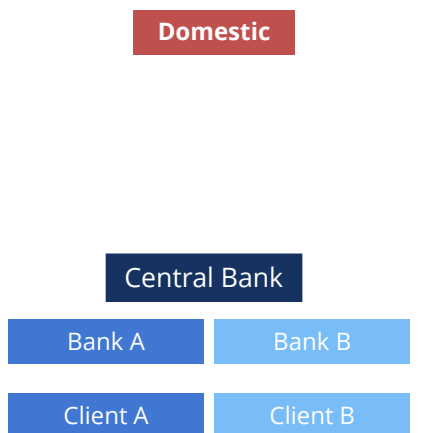 Domestic
Central Bank
Bank A
Bank B
Client A
Client B